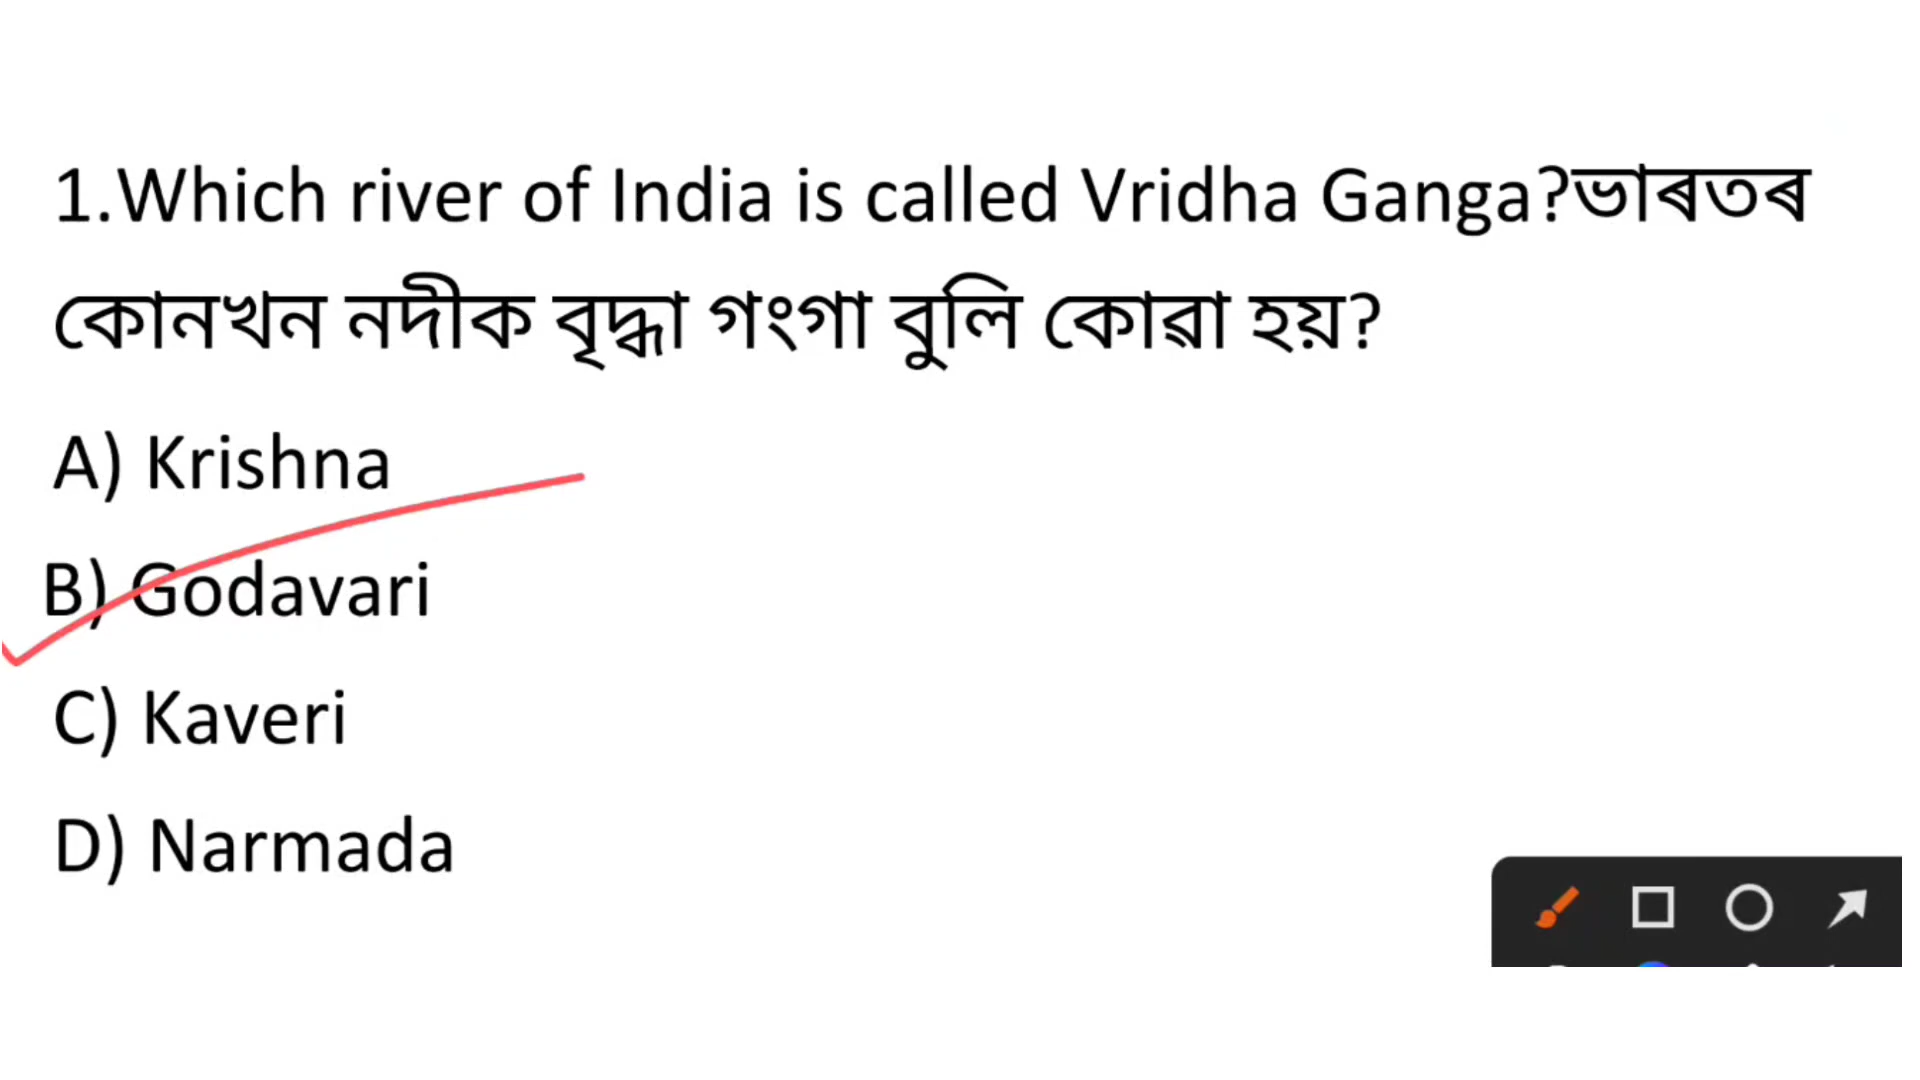 1.Which river of India is called Vridha Ganga?ভাৰতৰ
কোনখন নদীক বৃদ্ধা গংগা বুলি কোৱা হয়?
A) Krishna
B) Godavari
C) Kaveri
D) Narmada